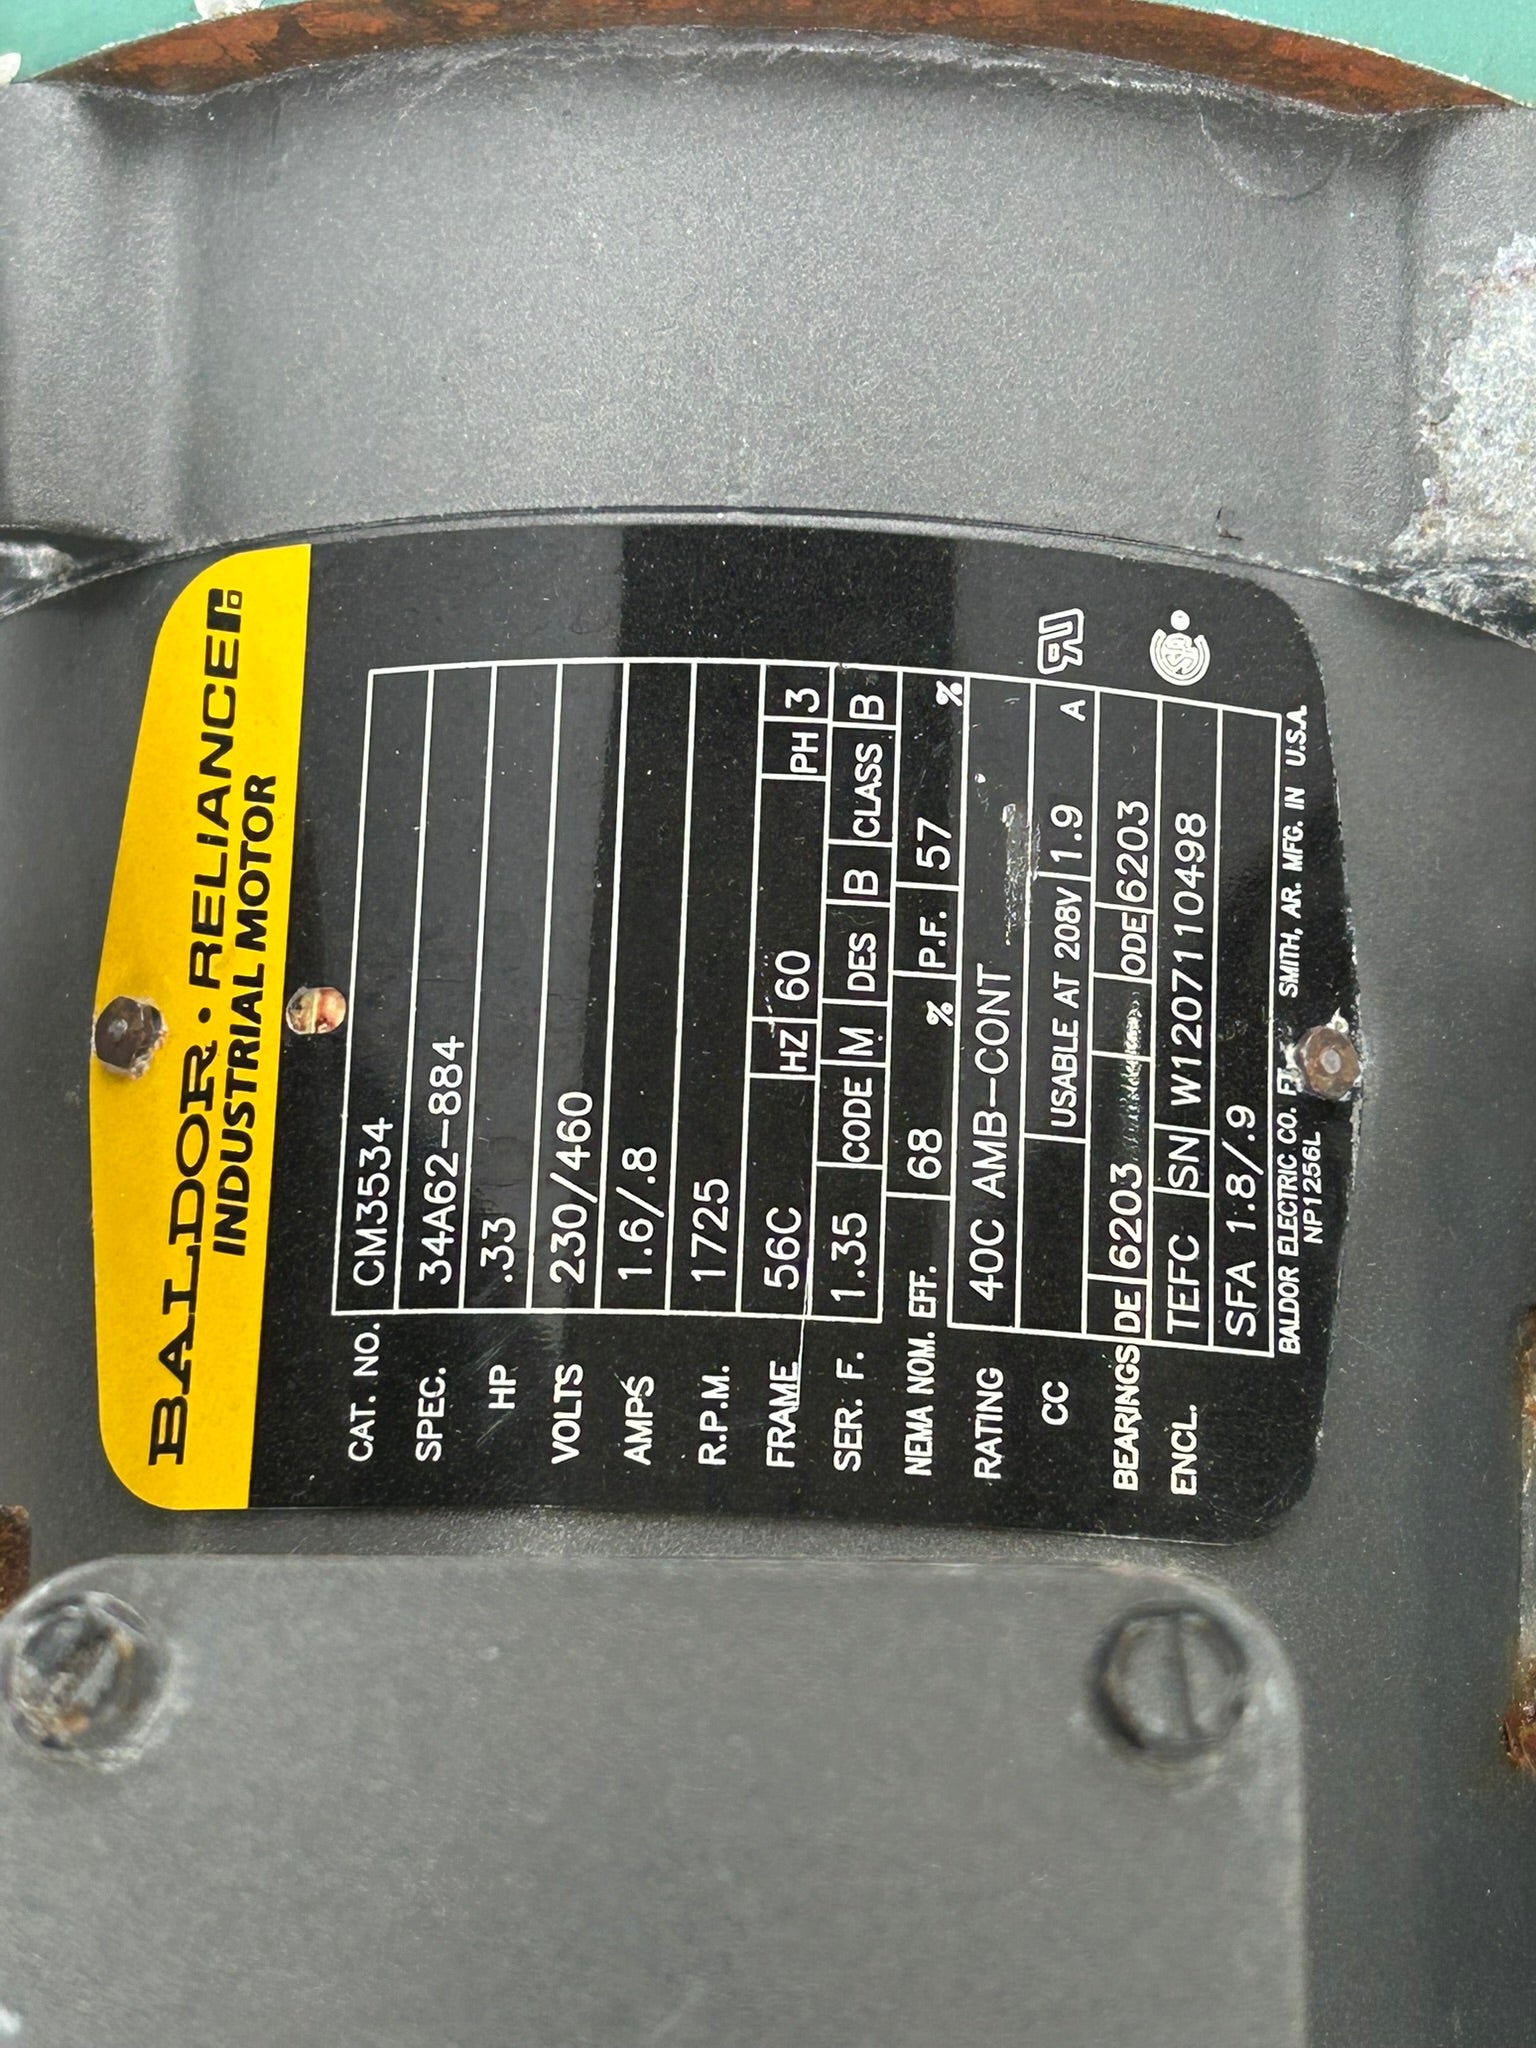 BALDOR · RELIANCE
INDUSTRIAL MOTOR
CAT. NO. CM3534
SPEC. 34A62-884
HP .33
VOLTS 230/460
AMPS 1.6/.8
R.P.M. 1725
FRAME 56C HZ 60 PH 3
SER. F. 1.35 CODE M DES B CLASS B
NEMA NOM. EFF. 68 % P.F. 57 %
RATING 40C AMB-CONT
CC USABLE AT 208V 1.9 A
BEARINGS DE 6203 ODE 6203
ENCL. TEFC SN W1207110498
SFA 1.8/.9
BALDOR ELECTRIC CO. SMITH, AR. MFG. IN U.S.A.
NP1256L